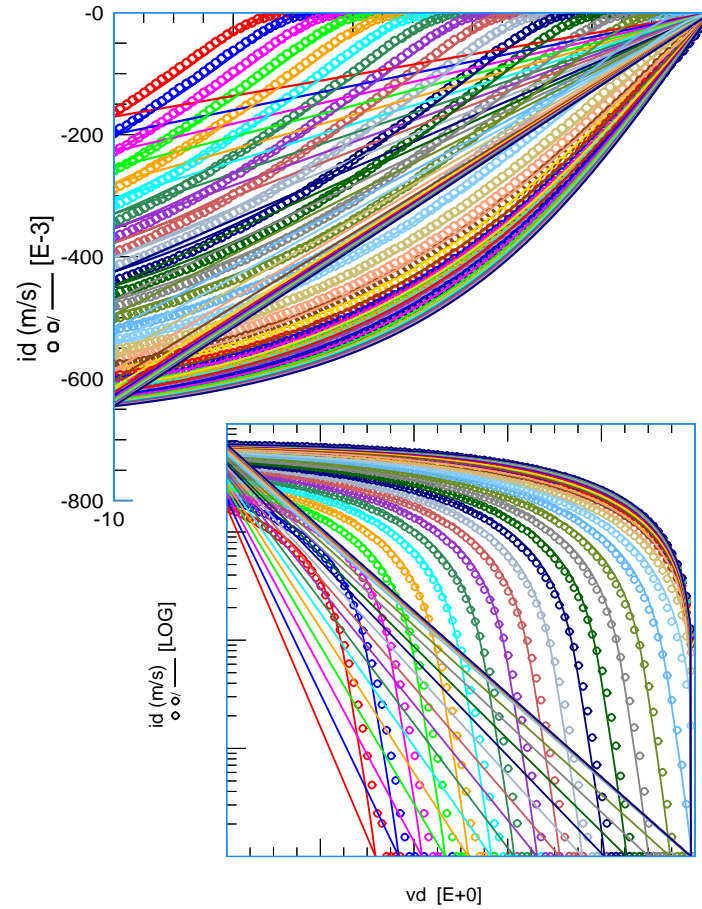 -0
-200
-400
-600
-800
-10
id (m/s) [E-3]
o o/ —
id (m/s) [LOG]
o o/ —
vd [E+0]